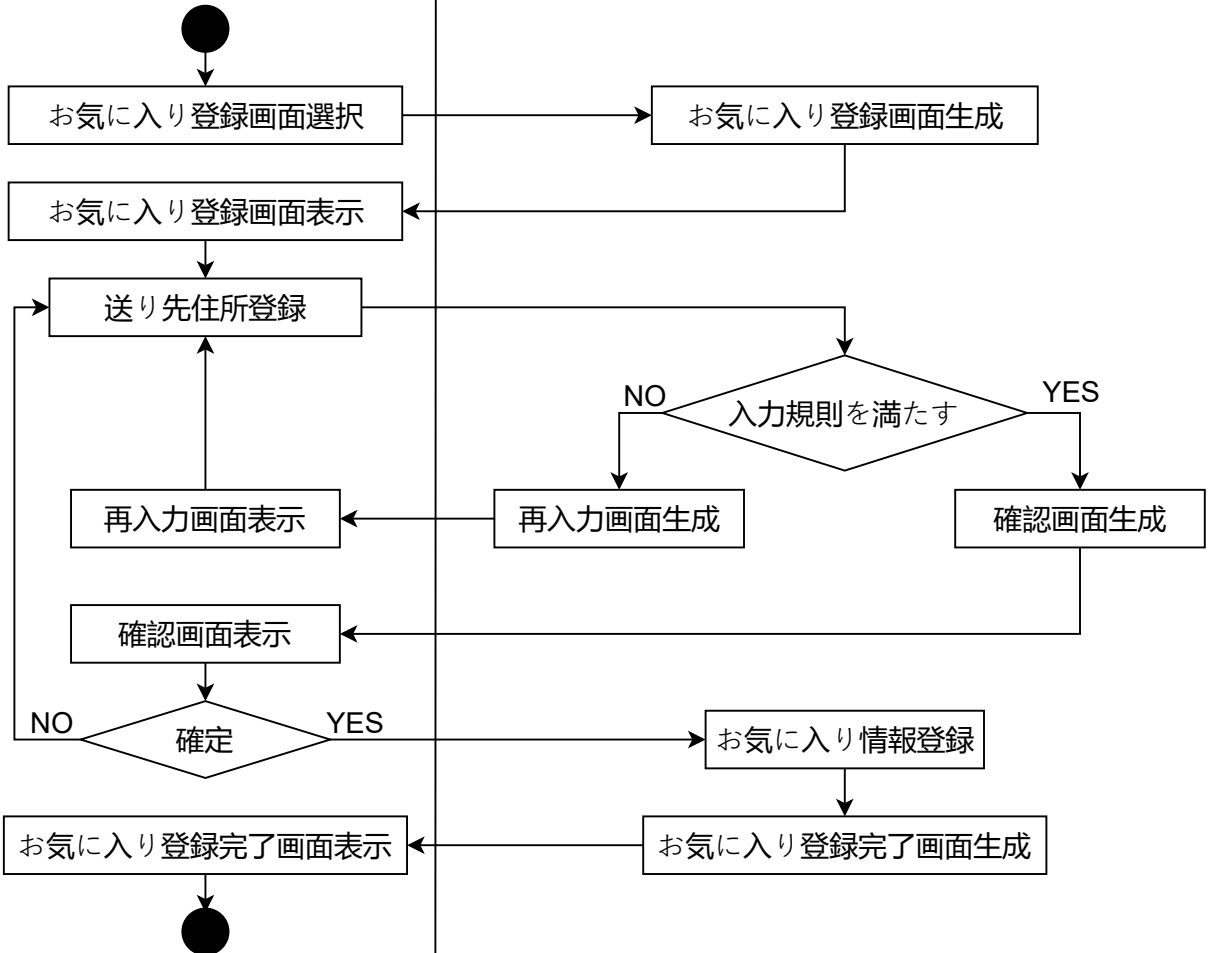 お気に入り登録画面選択
お気に入り登録画面生成
お気に入り登録画面表示
送り先住所登録
NO
入力規則を満たす
YES
再入力画面表示
再入力画面生成
確認画面生成
確認画面表示
NO
確定
YES
お気に入り情報登録
お気に入り登録完了画面表示
お気に入り登録完了画面生成